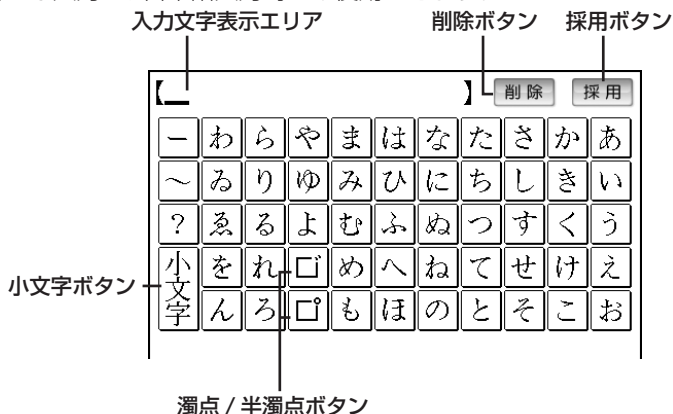 入力文字表示エリア 削除ボタン 採用ボタン
【 】 削除 採用
ー わ ら や ま は な た さ か あ
～ ゐ り ゆ み ひ に ち し き い
？ ゑ る よ む ふ ぬ つ す く う
小文字 を れ ロ゛ め へ ね て せ け え
ん ろ ロ゜ も ほ の と そ こ お
小文字ボタン
濁点 / 半濁点ボタン